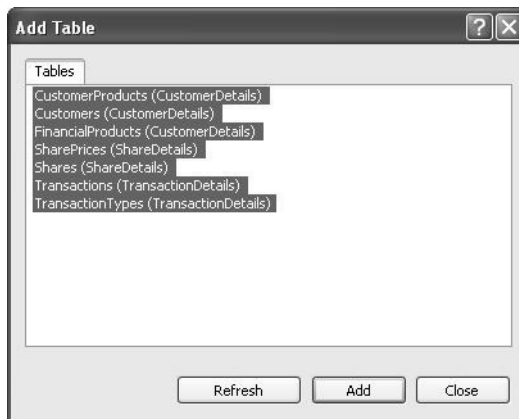 Add Table
Tables
CustomerProducts (CustomerDetails)
Customers (CustomerDetails)
FinancialProducts (CustomerDetails)
SharePrices (ShareDetails)
Shares (ShareDetails)
Transactions (TransactionDetails)
TransactionTypes (TransactionDetails)
Refresh Add Close